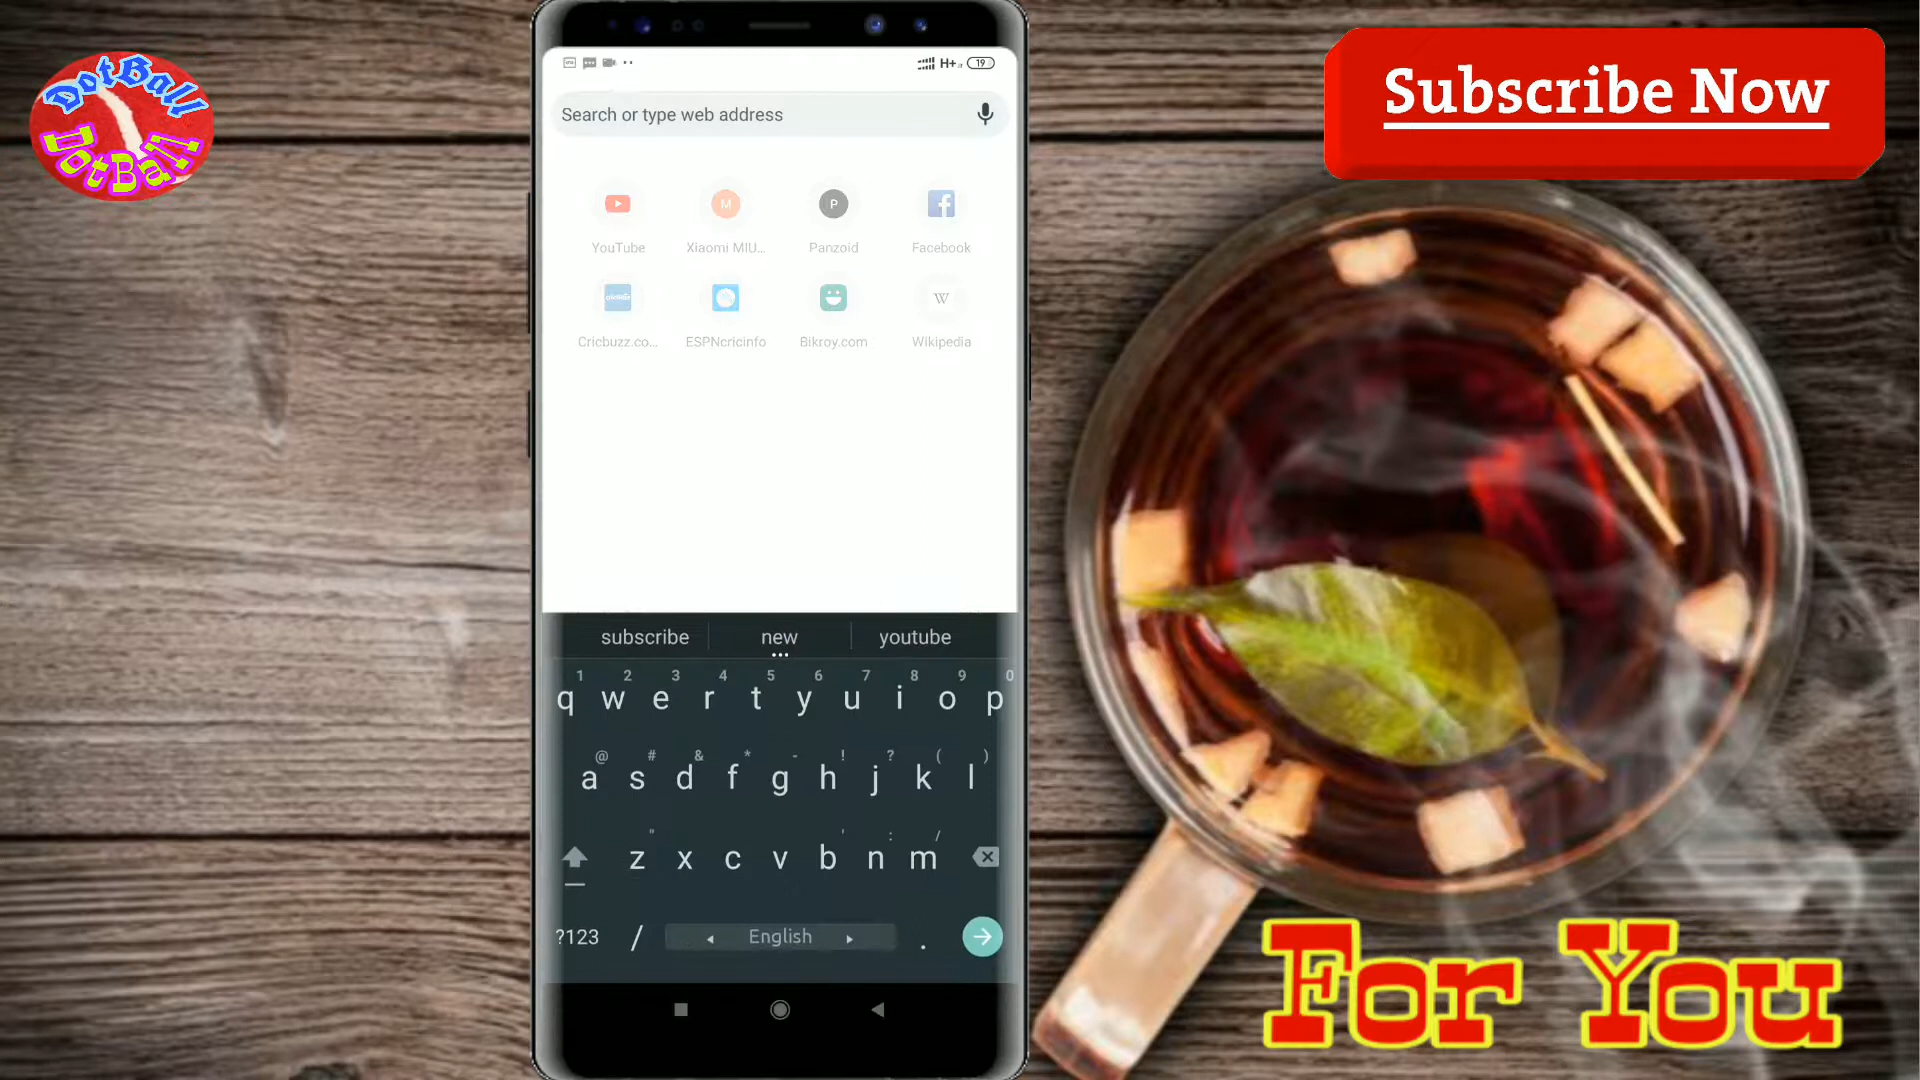 DotBall
DotBall
Subscribe Now
H+
19
Search or type web address
M
P
YouTube
Xiaomi MIU...
Panzoid
Facebook
W
Cricbuzz.co...
ESPNcricinfo
Bikroy.com
Wikipedia
subscribe new youtube
1 2 3 4 5 6 7 8 9 0
q w e r t y u i o p
@ # & * - ! ? ( )
a s d f g h j k l
" ' : /
z x c v b n m
?123 / English .
For You